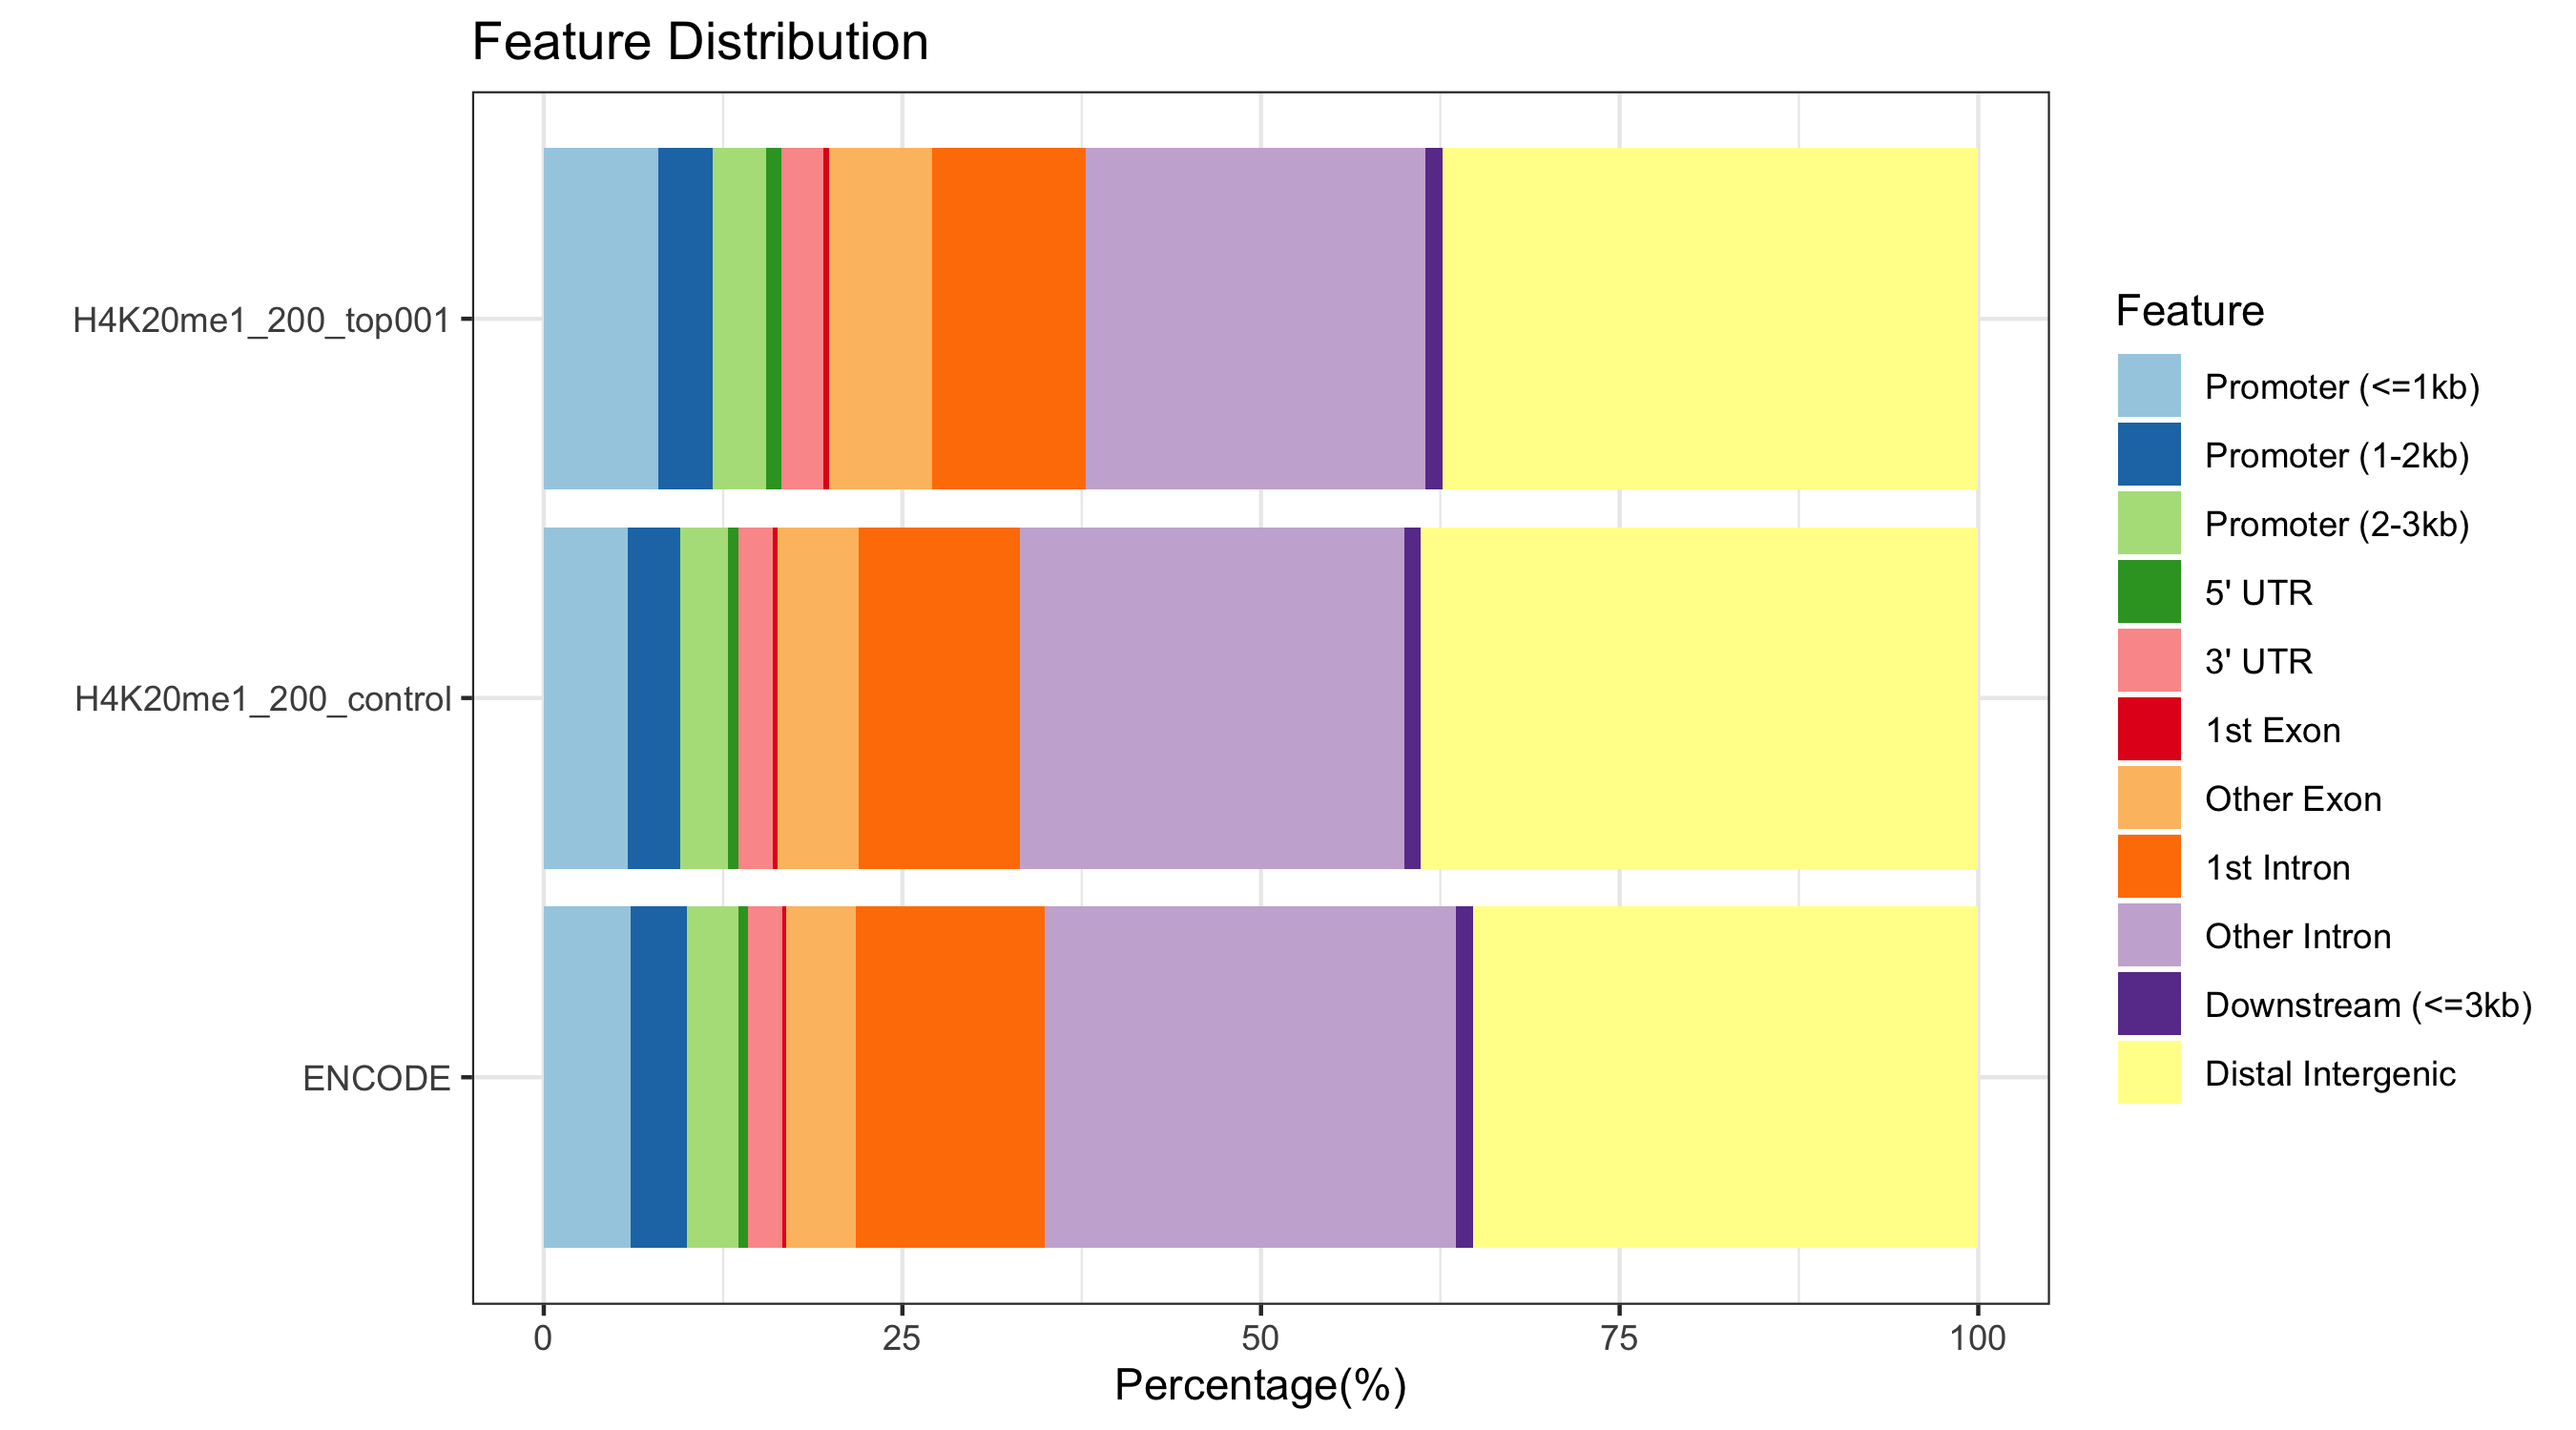 Feature Distribution
H4K20me1_200_top001
H4K20me1_200_control
ENCODE
0 25 50 75 100
Percentage(%)
Feature
Promoter (<=1kb)
Promoter (1-2kb)
Promoter (2-3kb)
5' UTR
3' UTR
1st Exon
Other Exon
1st Intron
Other Intron
Downstream (<=3kb)
Distal Intergenic